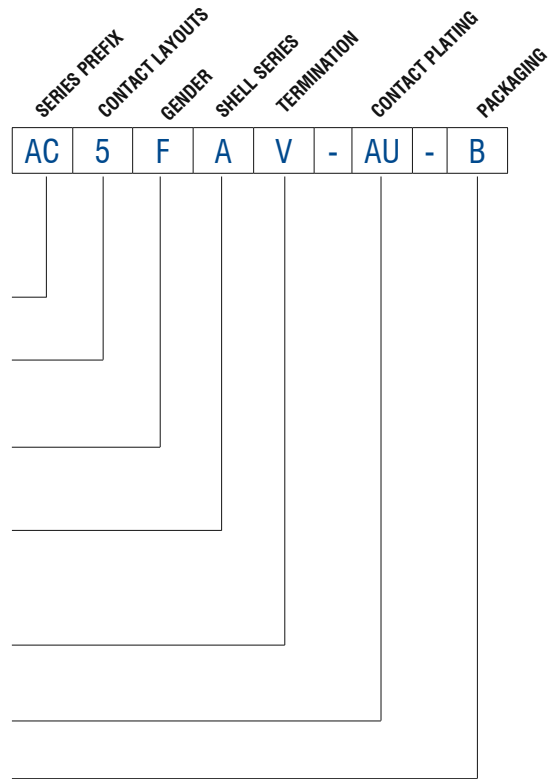 SERIES PREFIX
CONTACT LAYOUTS
GENDER
SHELL SERIES
TERMINATION
CONTACT PLATING
PACKAGING
AC 5 F A V - AU - B